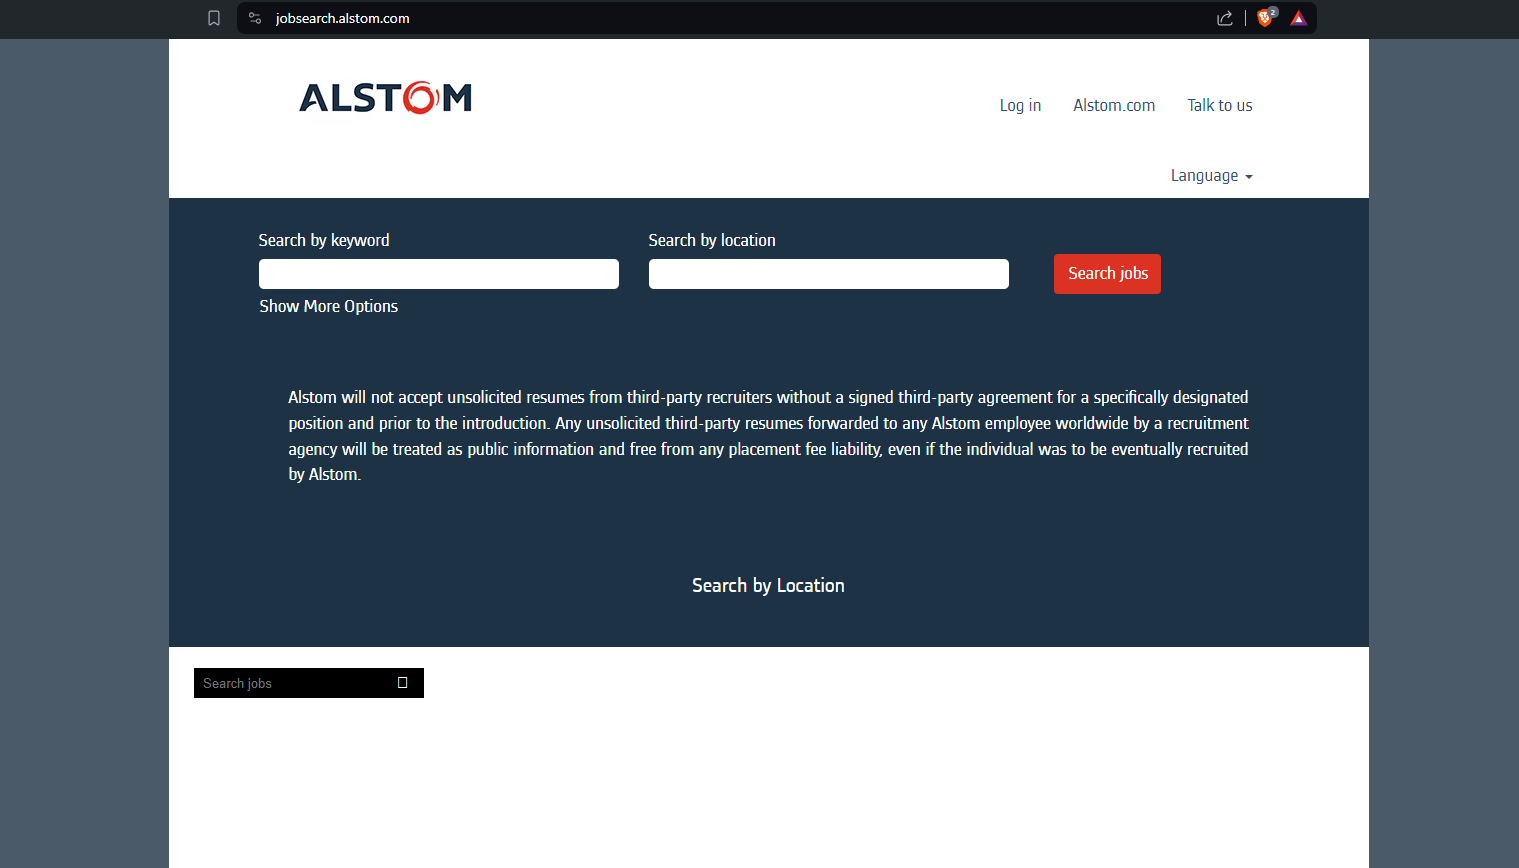 jobsearch.alstom.com
2
ALSTOM
Log in
Alstom.com
Talk to us
Language
Search by keyword
Search by location
Search jobs
Show More Options
Alstom will not accept unsolicited resumes from third-party recruiters without a signed third-party agreement for a specifically designated
position and prior to the introduction. Any unsolicited third-party resumes forwarded to any Alstom employee worldwide by a recruitment
agency will be treated as public information and free from any placement fee liability, even if the individual was to be eventually recruited
by Alstom.
Search by Location
Search jobs